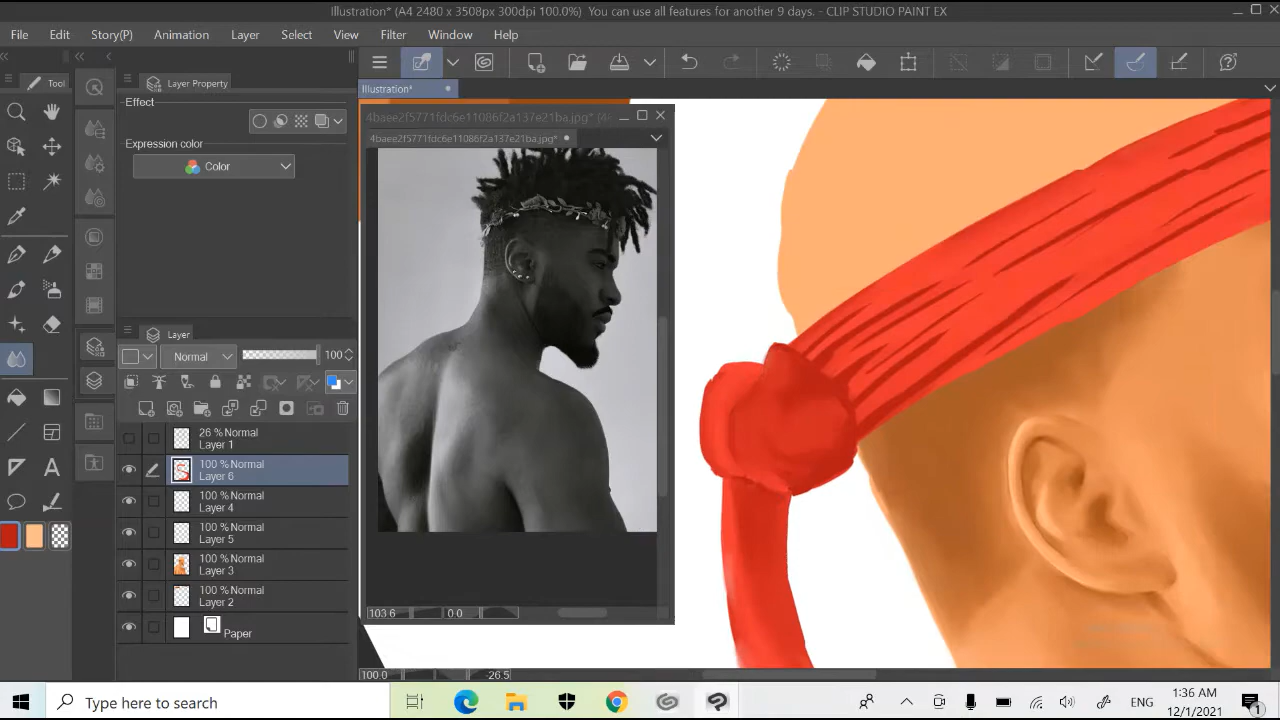 Illustration* (A4 2480 x 3508px 300dpi 100.0%)  You can use all features for another 9 days. - CLIP STUDIO PAINT EX
File Edit Story(P) Animation Layer Select View Filter Window Help
Tool
Layer Property
Illustration*
Effect
4baee2f5771fdc6e11086f2a137e21ba.jpg* (4
4baee2f5771fdc6e11086f2a137e21ba.jpg*
Expression color
Color
Layer
Normal
100
26 % Normal
Layer 1
100 % Normal
Layer 6
100 % Normal
Layer 4
100 % Normal
Layer 5
100 % Normal
Layer 3
100 % Normal
Layer 2
Paper
103.6
0.0
100.0
-26.5
Type here to search
ENG
1:36 AM
12/1/2021
1